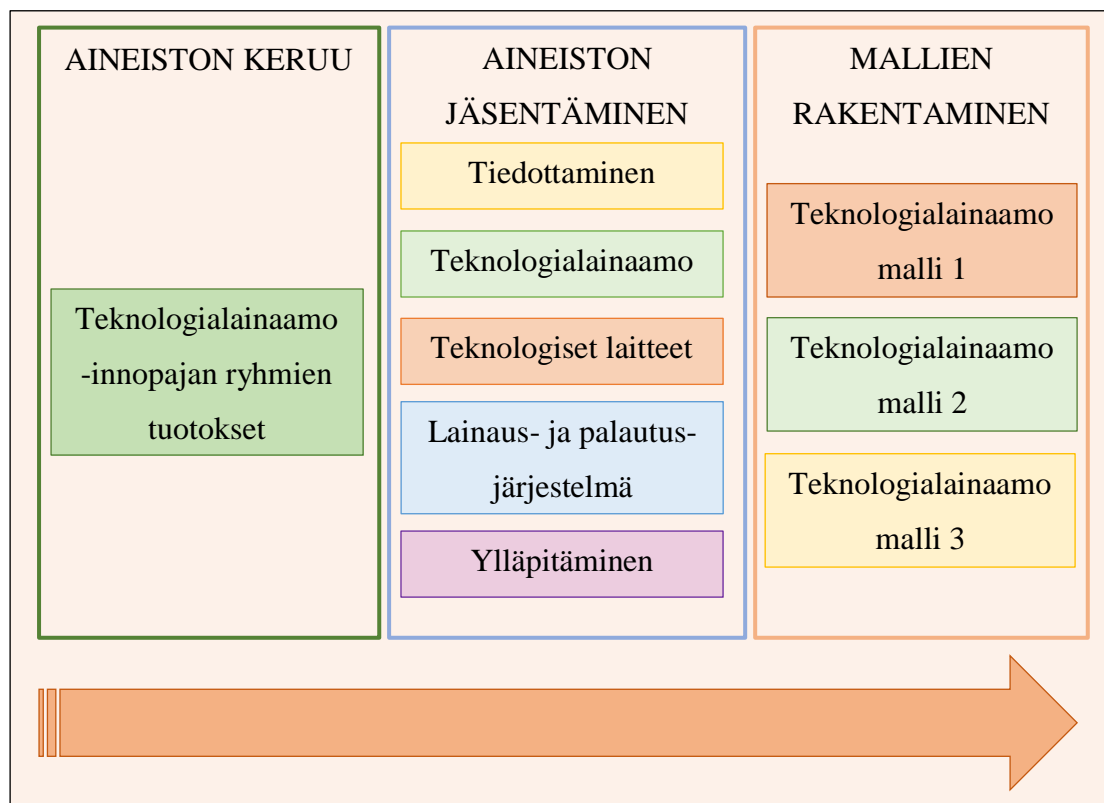 AINEISTON KERUU
Teknologialainaamo
-innopajan ryhmien
tuotokset
AINEISTON
JÄSENTÄMINEN
Tiedottaminen
Teknologialainaamo
Teknologiset laitteet
Lainaus- ja palautus-
järjestelmä
Ylläpitäminen
MALLIEN
RAKENTAMINEN
Teknologialainaamo
malli 1
Teknologialainaamo
malli 2
Teknologialainaamo
malli 3